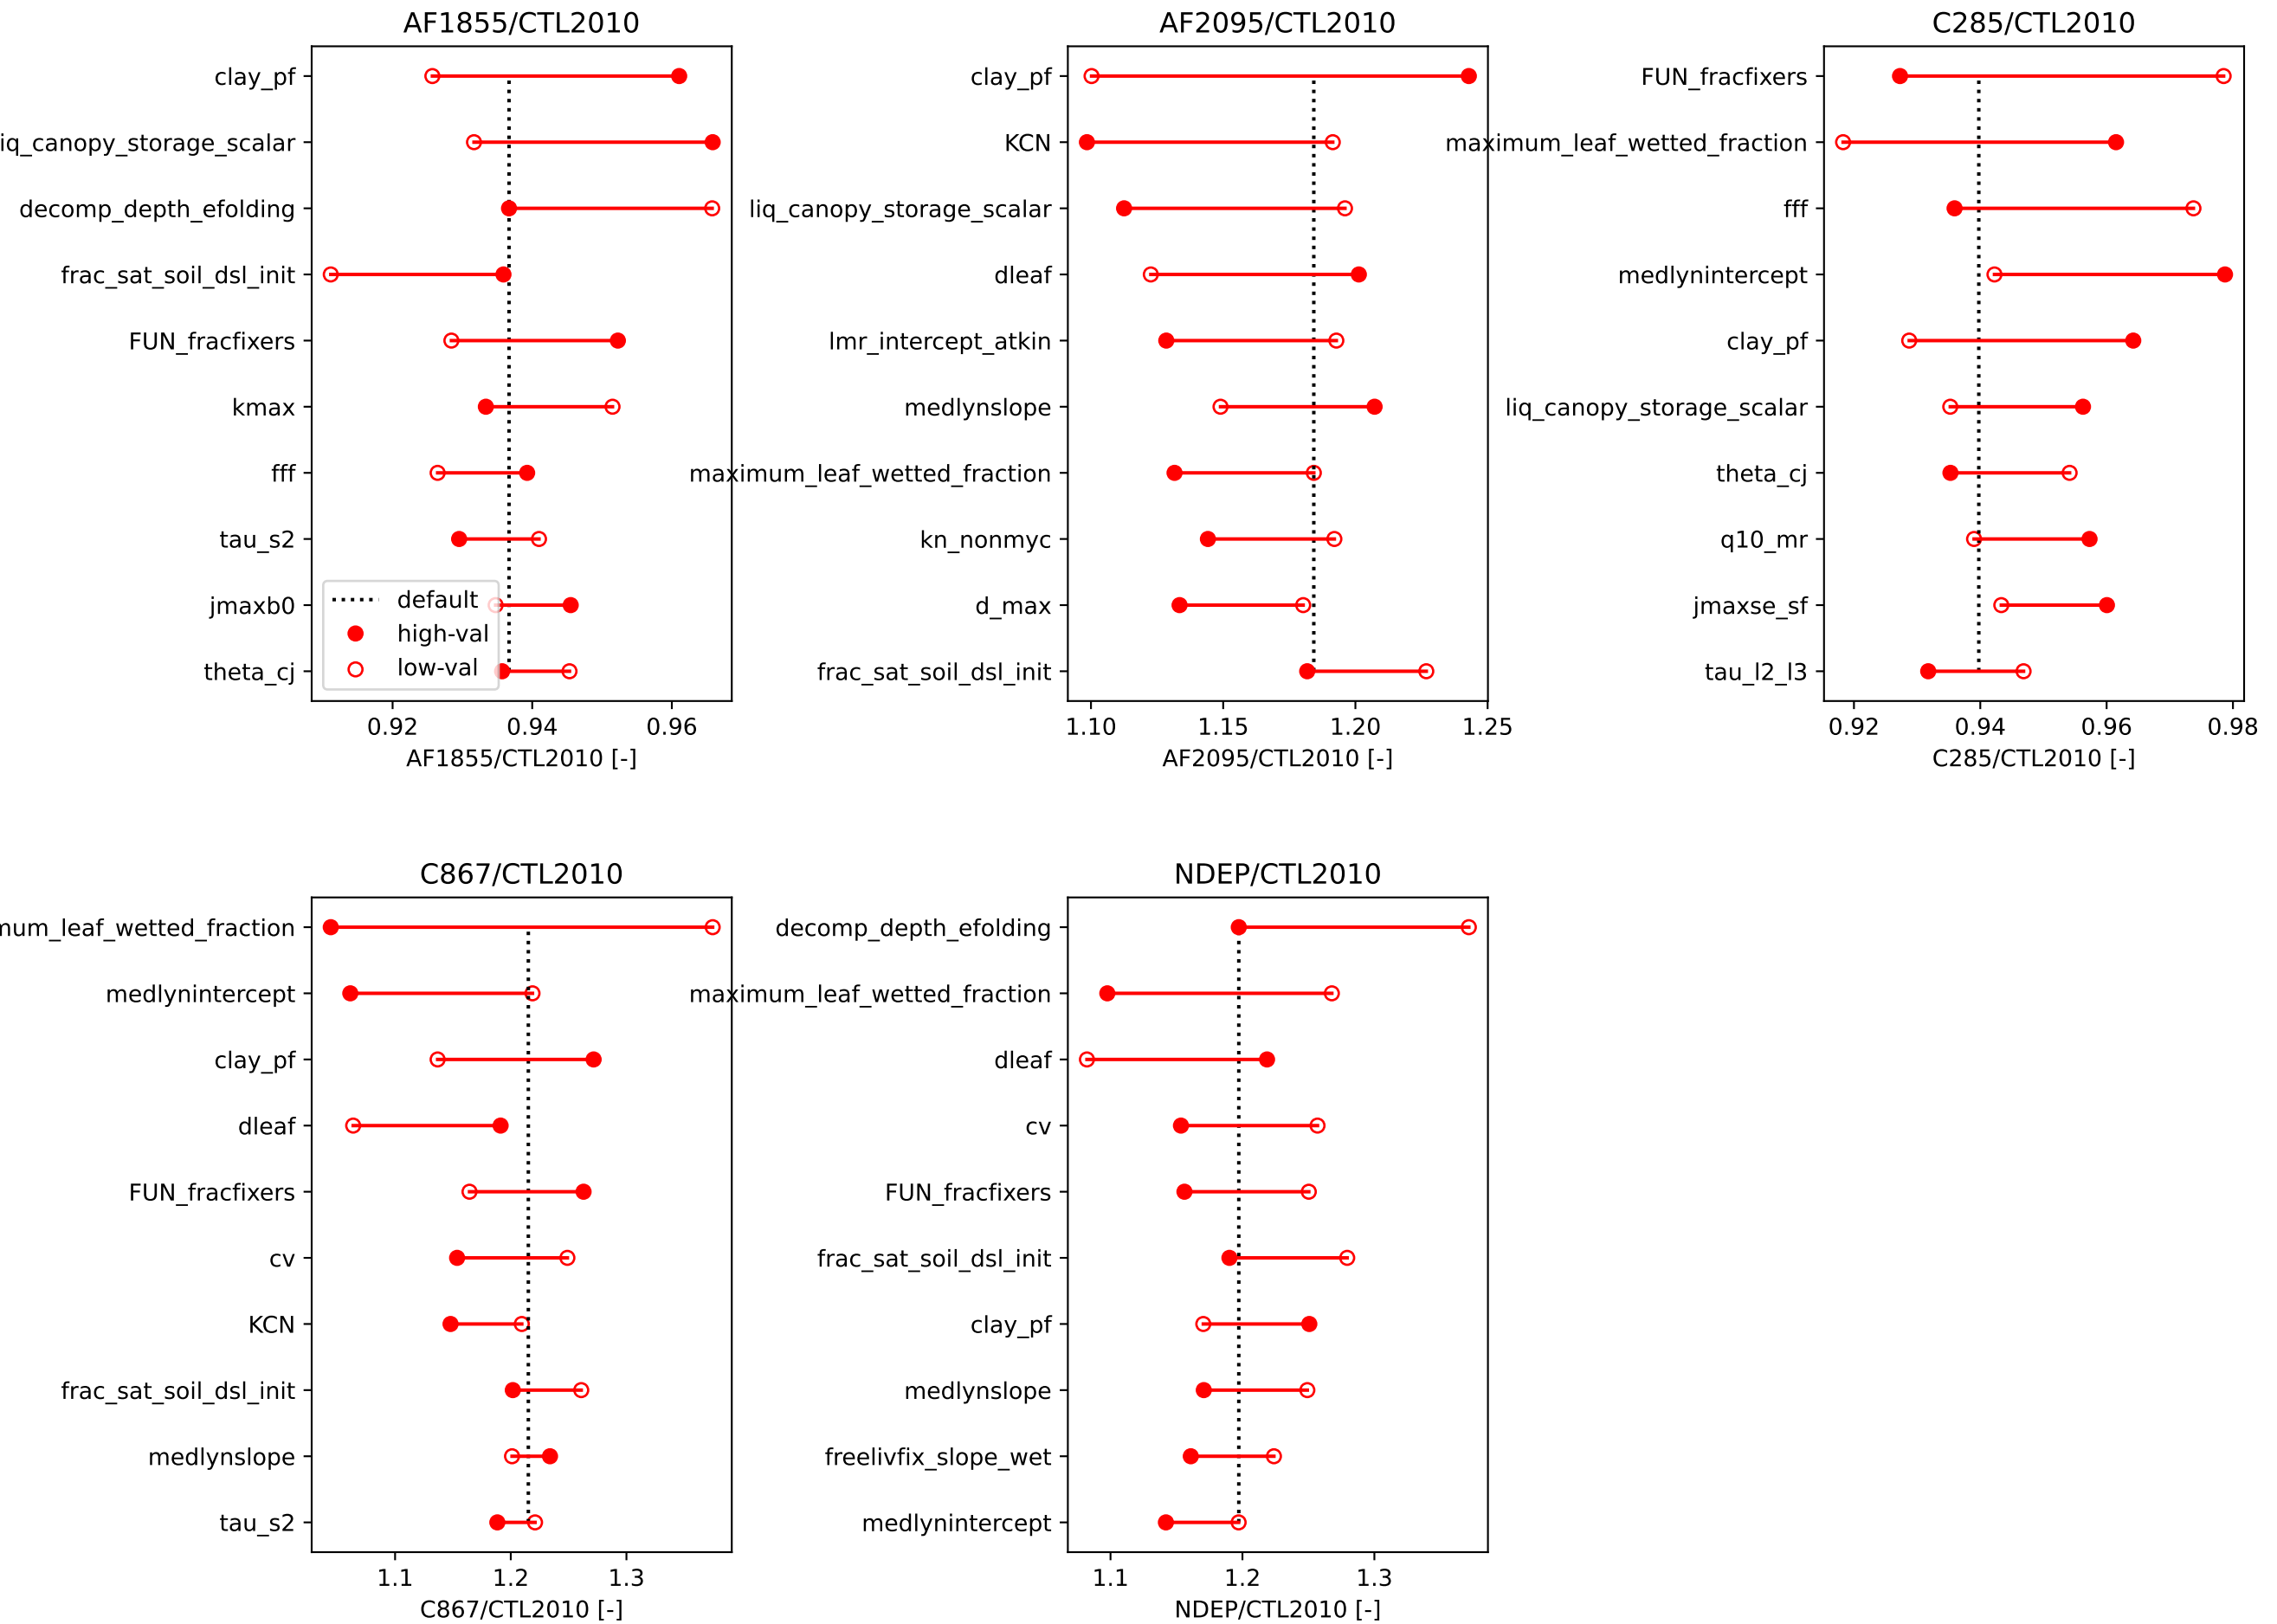 AF1855/CTL2010
clay_pf
iq_canopy_storage_scalar
decomp_depth_efolding
frac_sat_soil_dsl_init
FUN_fracfixers
kmax
fff
tau_s2
jmaxb0
theta_cj
default
high-val
low-val
0.92 0.94 0.96
AF1855/CTL2010 [-]
AF2095/CTL2010
clay_pf
KCN
liq_canopy_storage_scalar
dleaf
lmr_intercept_atkin
medlynslope
maximum_leaf_wetted_fraction
kn_nonmyc
d_max
frac_sat_soil_dsl_init
1.10 1.15 1.20 1.25
AF2095/CTL2010 [-]
C285/CTL2010
FUN_fracfixers
maximum_leaf_wetted_fraction
fff
medlynintercept
clay_pf
liq_canopy_storage_scalar
theta_cj
q10_mr
jmaxse_sf
tau_l2_l3
0.92 0.94 0.96 0.98
C285/CTL2010 [-]
C867/CTL2010
mum_leaf_wetted_fraction
medlynintercept
clay_pf
dleaf
FUN_fracfixers
cv
KCN
frac_sat_soil_dsl_init
medlynslope
tau_s2
1.1 1.2 1.3
C867/CTL2010 [-]
NDEP/CTL2010
decomp_depth_efolding
maximum_leaf_wetted_fraction
dleaf
cv
FUN_fracfixers
frac_sat_soil_dsl_init
clay_pf
medlynslope
freelivfix_slope_wet
medlynintercept
1.1 1.2 1.3
NDEP/CTL2010 [-]